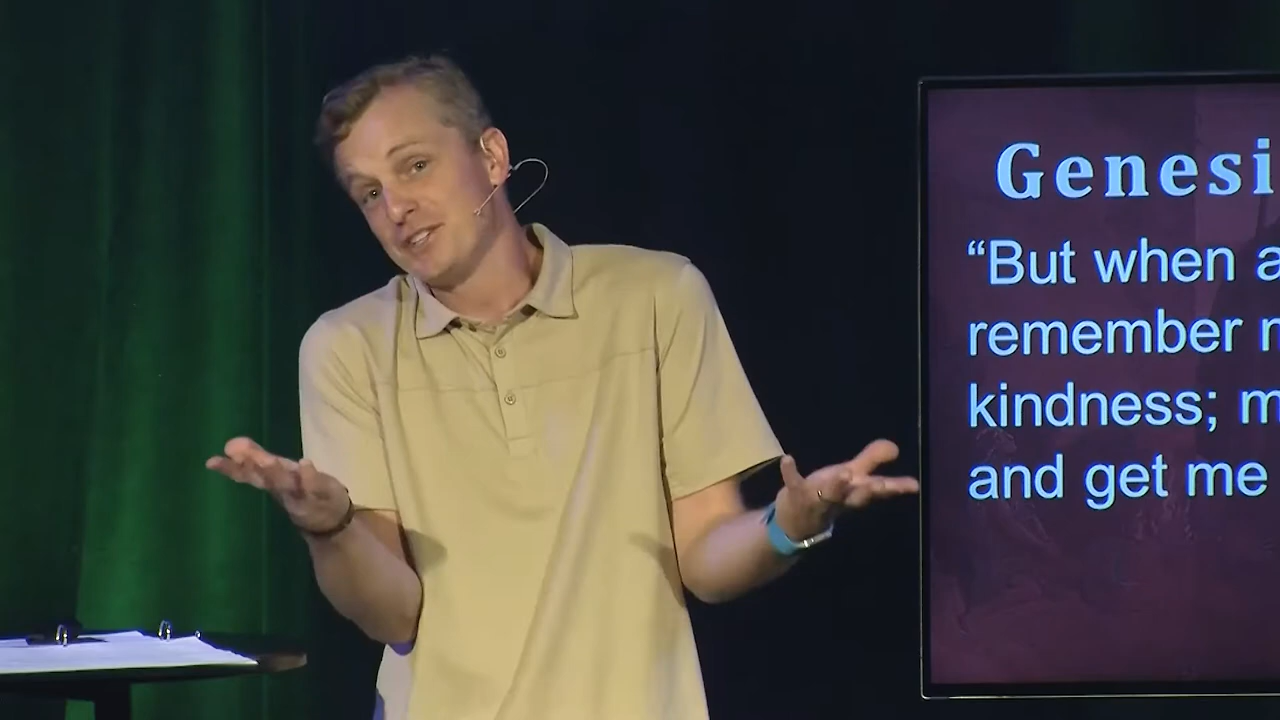 Genesi
“But when a
remember
kindness; m
and get me